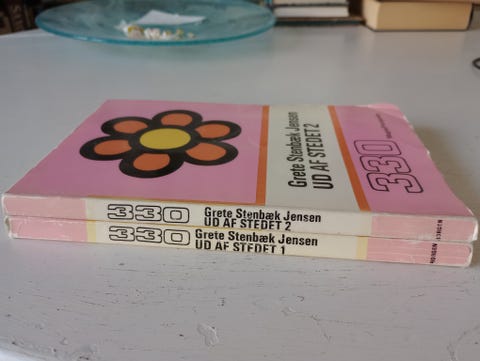 Grete Stenbæk Jensen
UD AF STEDET 2
330
330 Grete Stenbæk Jensen
UD AF STEDET 2
330 Grete Stenbæk Jensen
UD AF STEDET 1